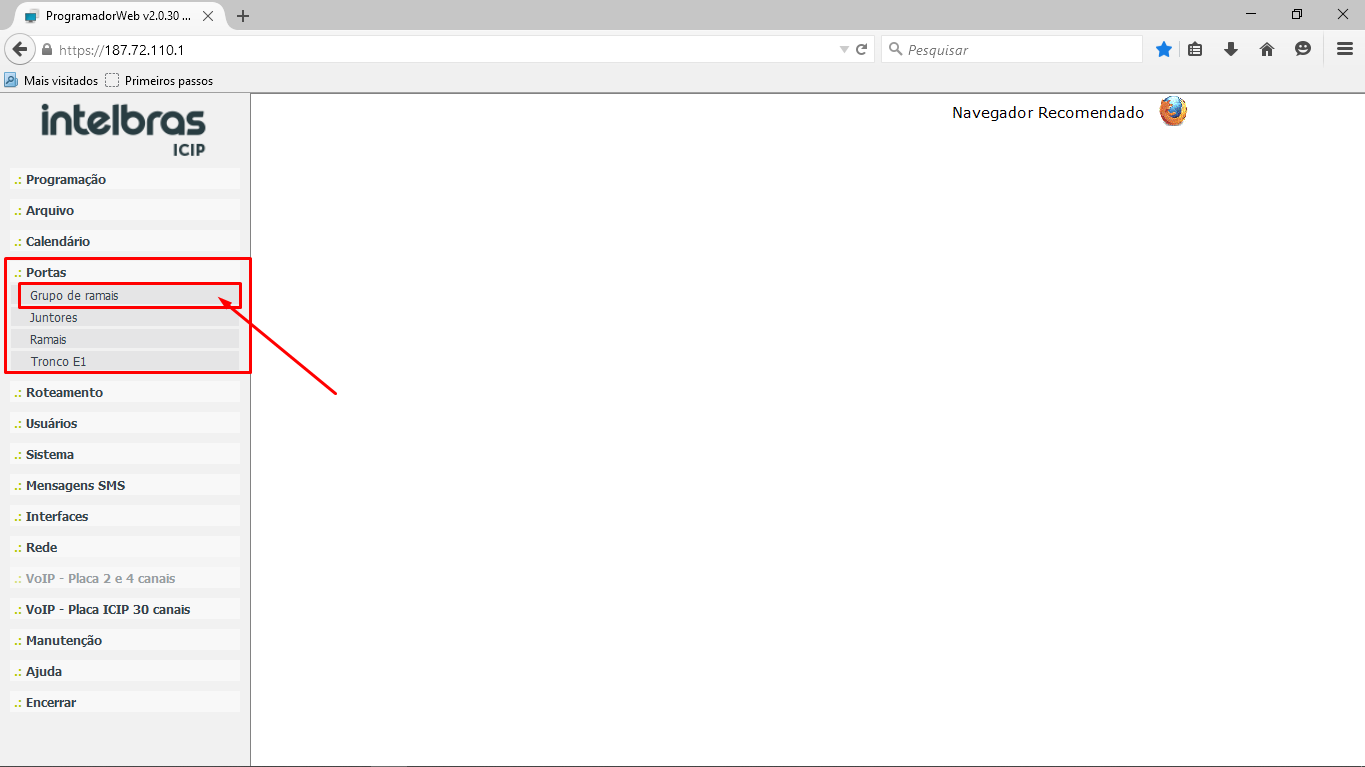 ProgramadorWeb v2.0.30 ...
https://187.72.110.1
Pesquisar
Mais visitados
Primeiros passos
intelbras
ICIP
Navegador Recomendado
.: Programação
.: Arquivo
.: Calendário
.: Portas
Grupo de ramais
Juntores
Ramais
Tronco E1
.: Roteamento
.: Usuários
.: Sistema
.: Mensagens SMS
.: Interfaces
.: Rede
.: VoIP - Placa 2 e 4 canais
.: VoIP - Placa ICIP 30 canais
.: Manutenção
.: Ajuda
.: Encerrar